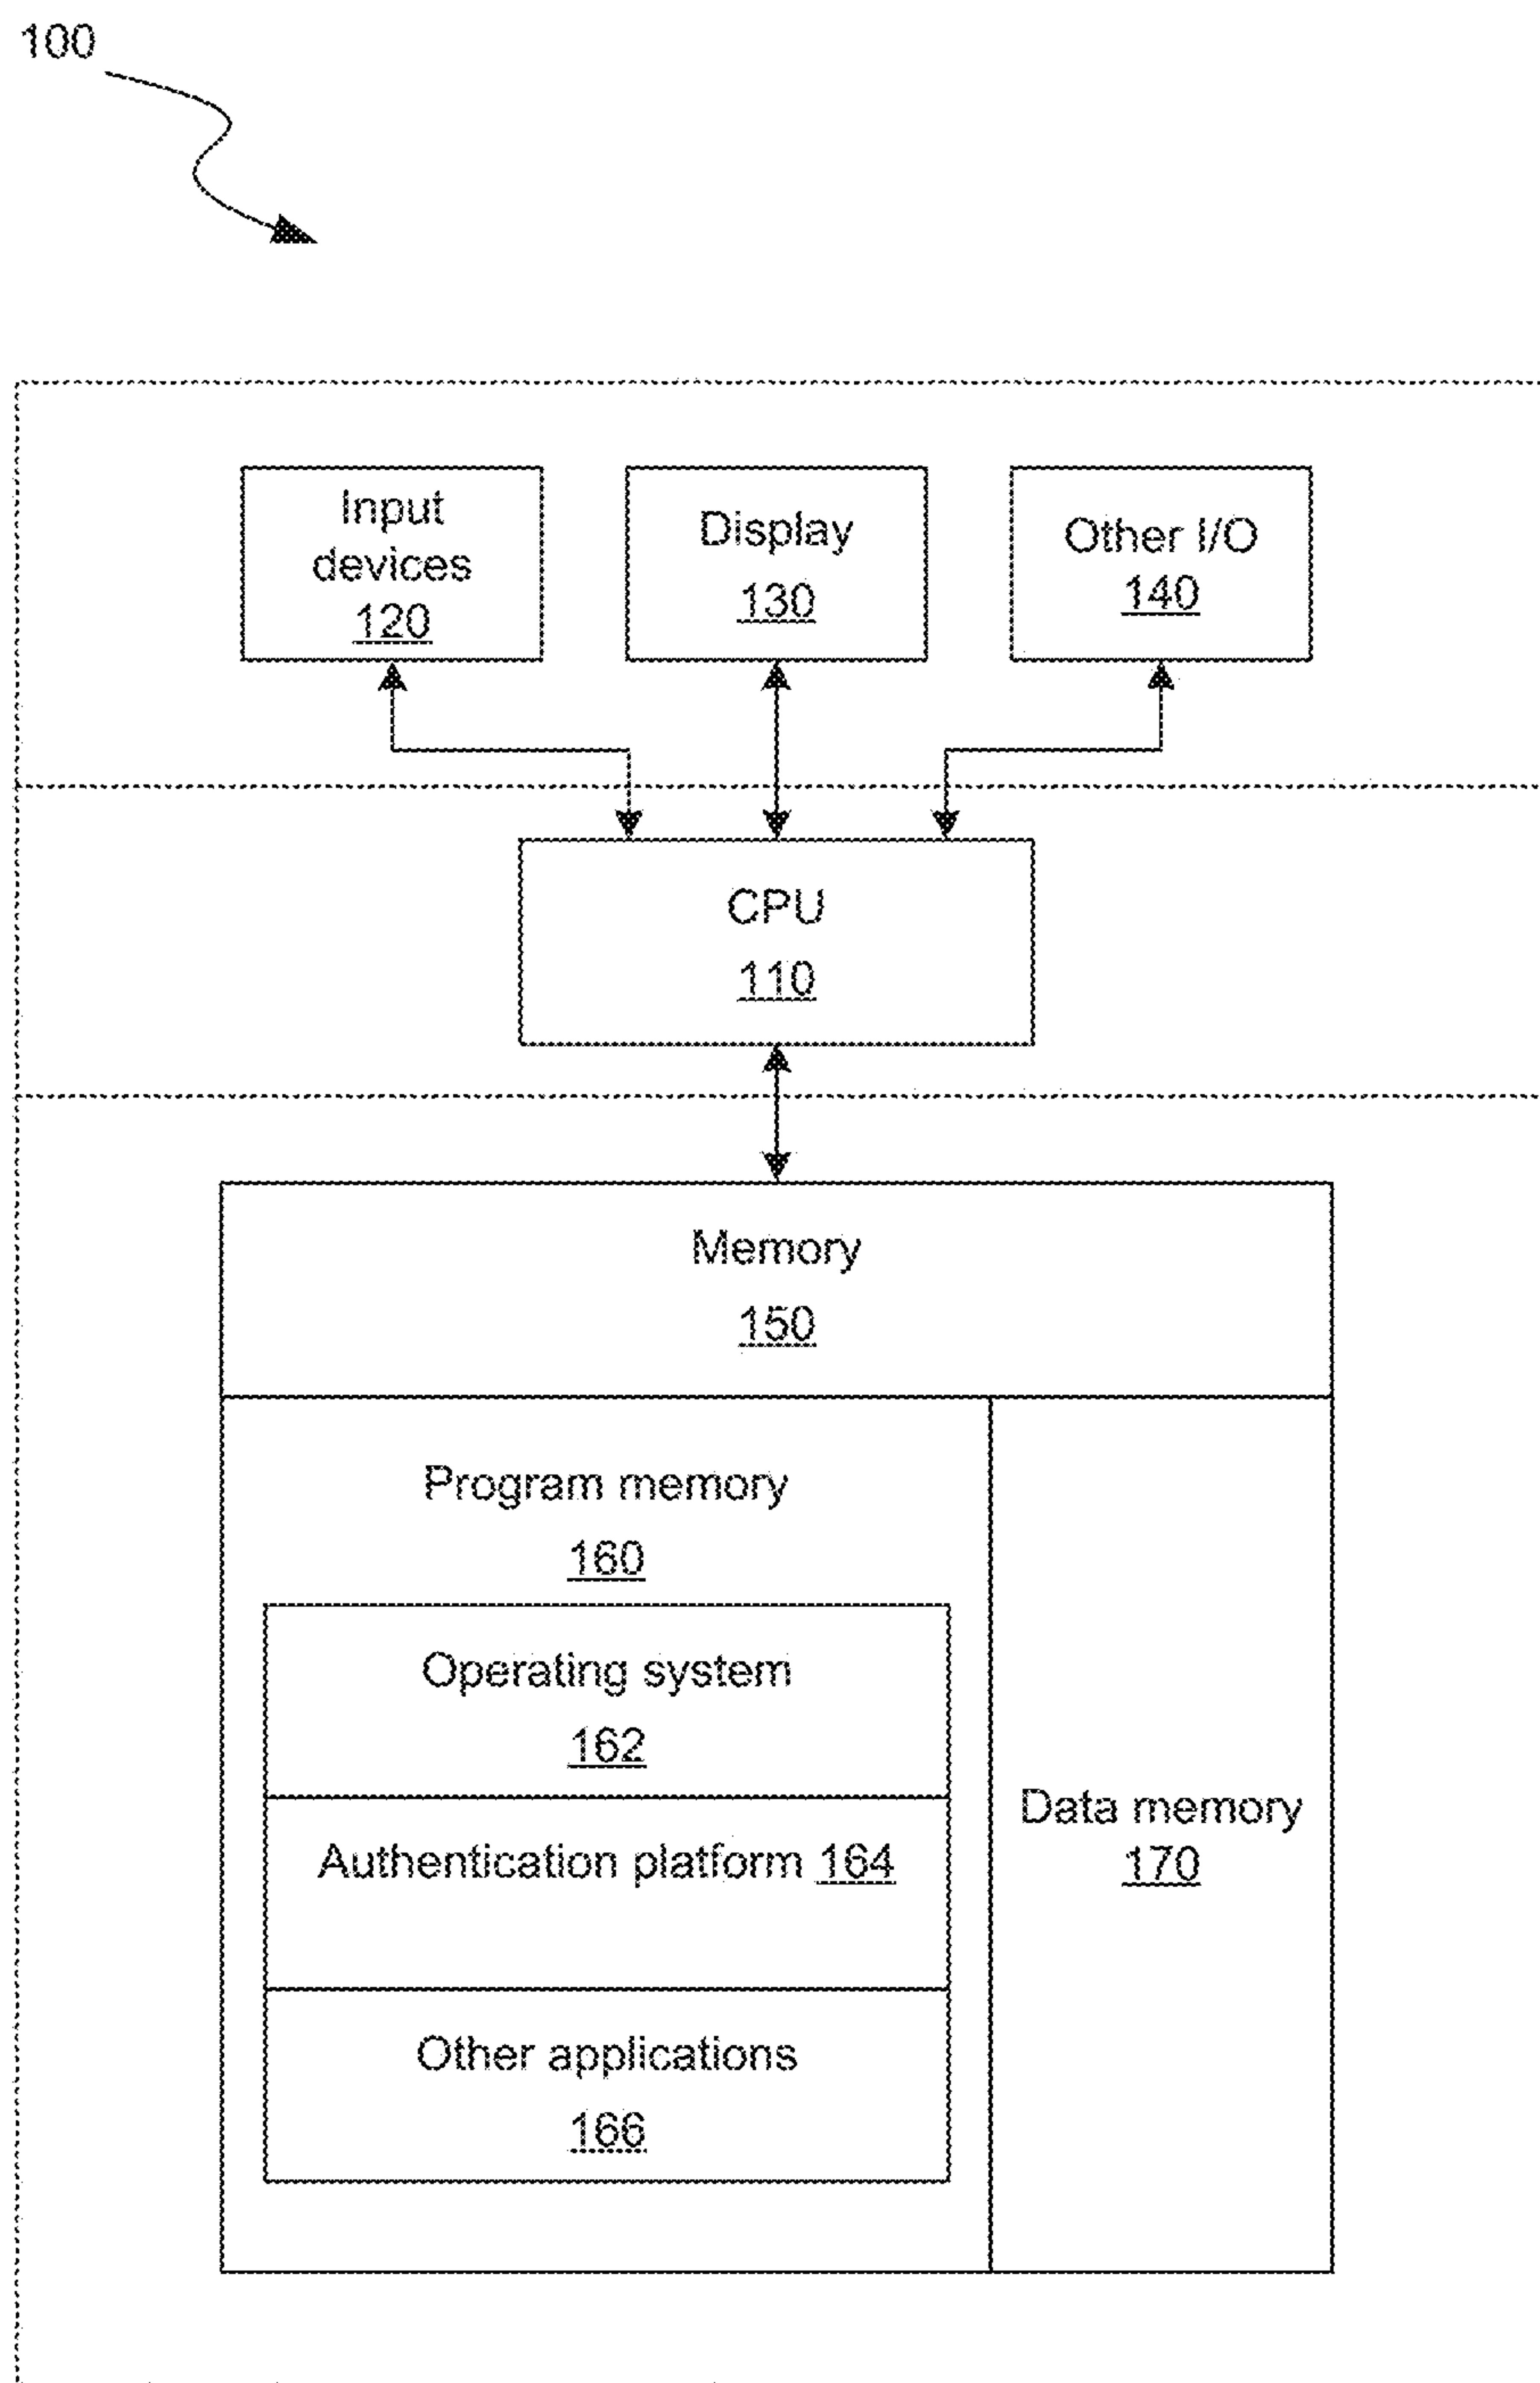 100
Input
devices
120
Display
130
Other I/O
140
CPU
110
Memory
150
Program memory
160
Operating system
162
Authentication platform 164
Other applications
166
Data memory
170